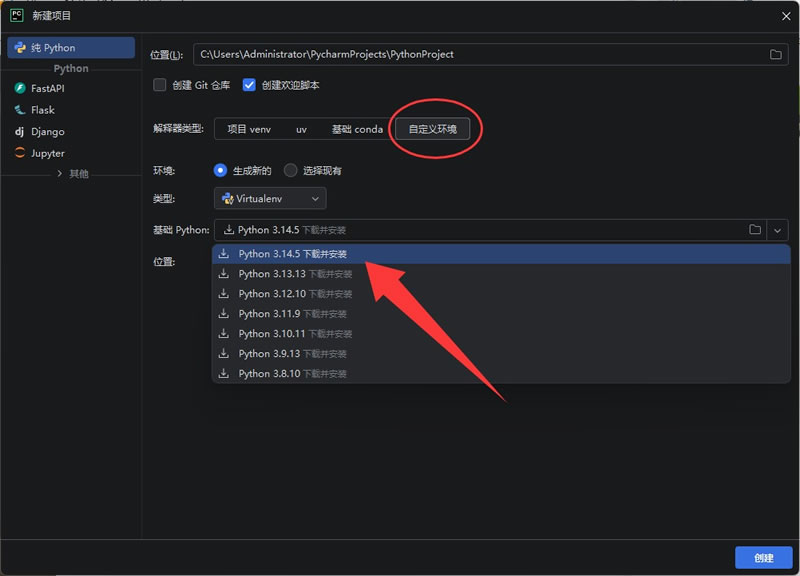 PC
新建项目
纯 Python
Python
FastAPI
Flask
dj Django
Jupyter
其他
位置(L): C:\Users\Administrator\PycharmProjects\PythonProject
创建 Git 仓库 创建欢迎脚本
解释器类型: 项目 venv uv 基础 conda 自定义环境
环境: 生成新的 选择现有
类型: Virtualenv
基础 Python: Python 3.14.5 下载并安装
位置:
Python 3.14.5 下载并安装
Python 3.13.13 下载并安装
Python 3.12.10 下载并安装
Python 3.11.9 下载并安装
Python 3.10.11 下载并安装
Python 3.9.13 下载并安装
Python 3.8.10 下载并安装
创建